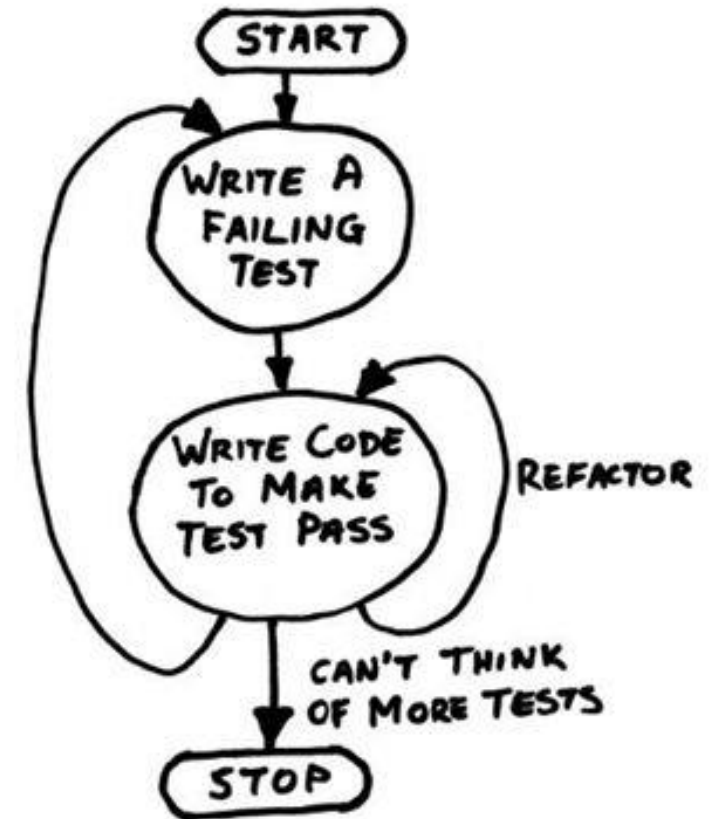 START
WRITE A
FAILING
TEST
WRITE CODE
TO MAKE
TEST PASS
REFACTOR
CAN'T THINK
OF MORE TESTS
STOP